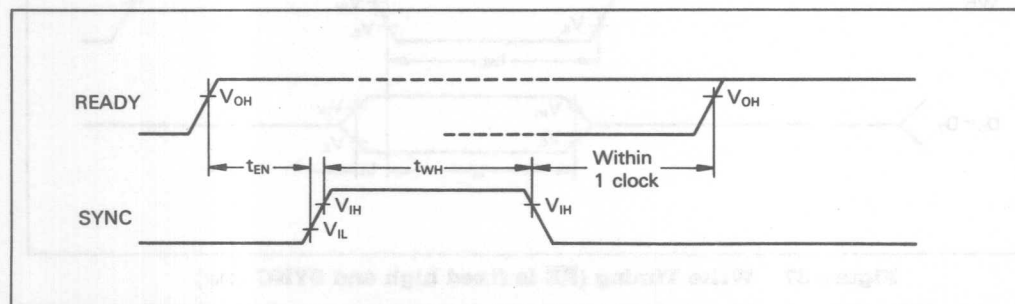 READY
V_OH
V_OH
t_EN
t_WH
Within
1 clock
SYNC
V_IH
V_IL
V_IH